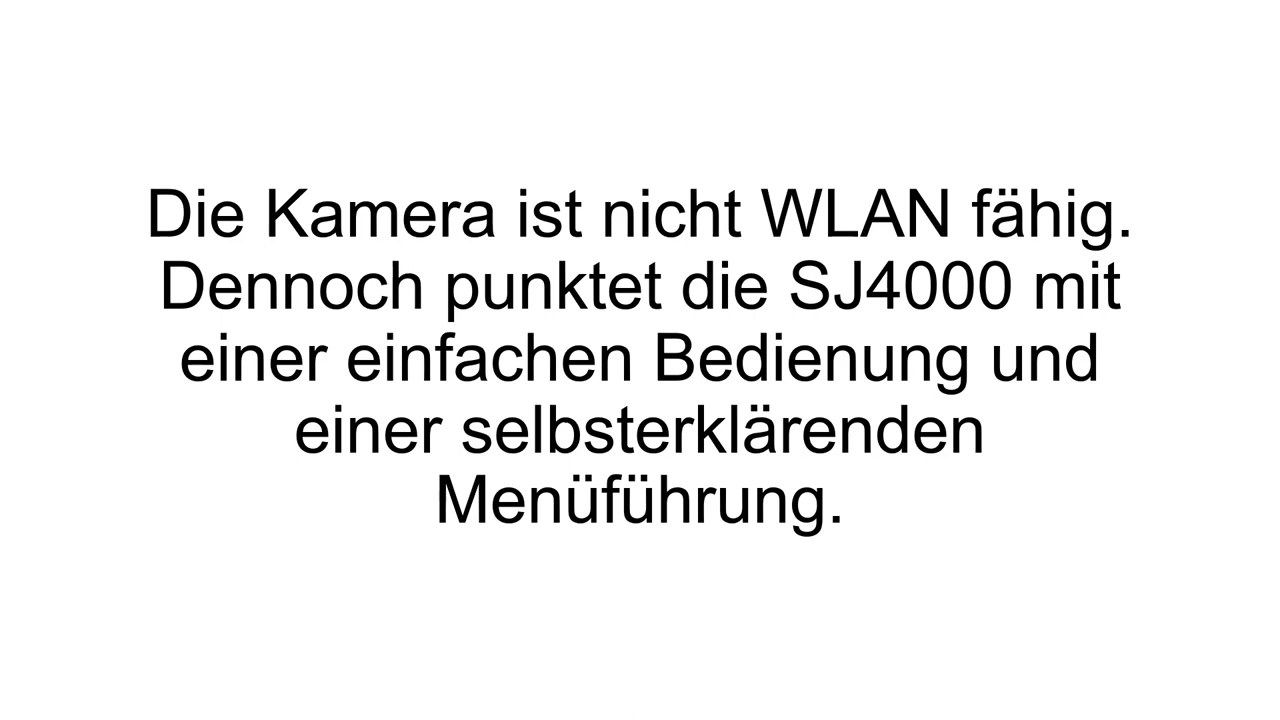 Die Kamera ist nicht WLAN fähig.
Dennoch punktet die SJ4000 mit
einer einfachen Bedienung und
einer selbsterklärenden
Menüführung.